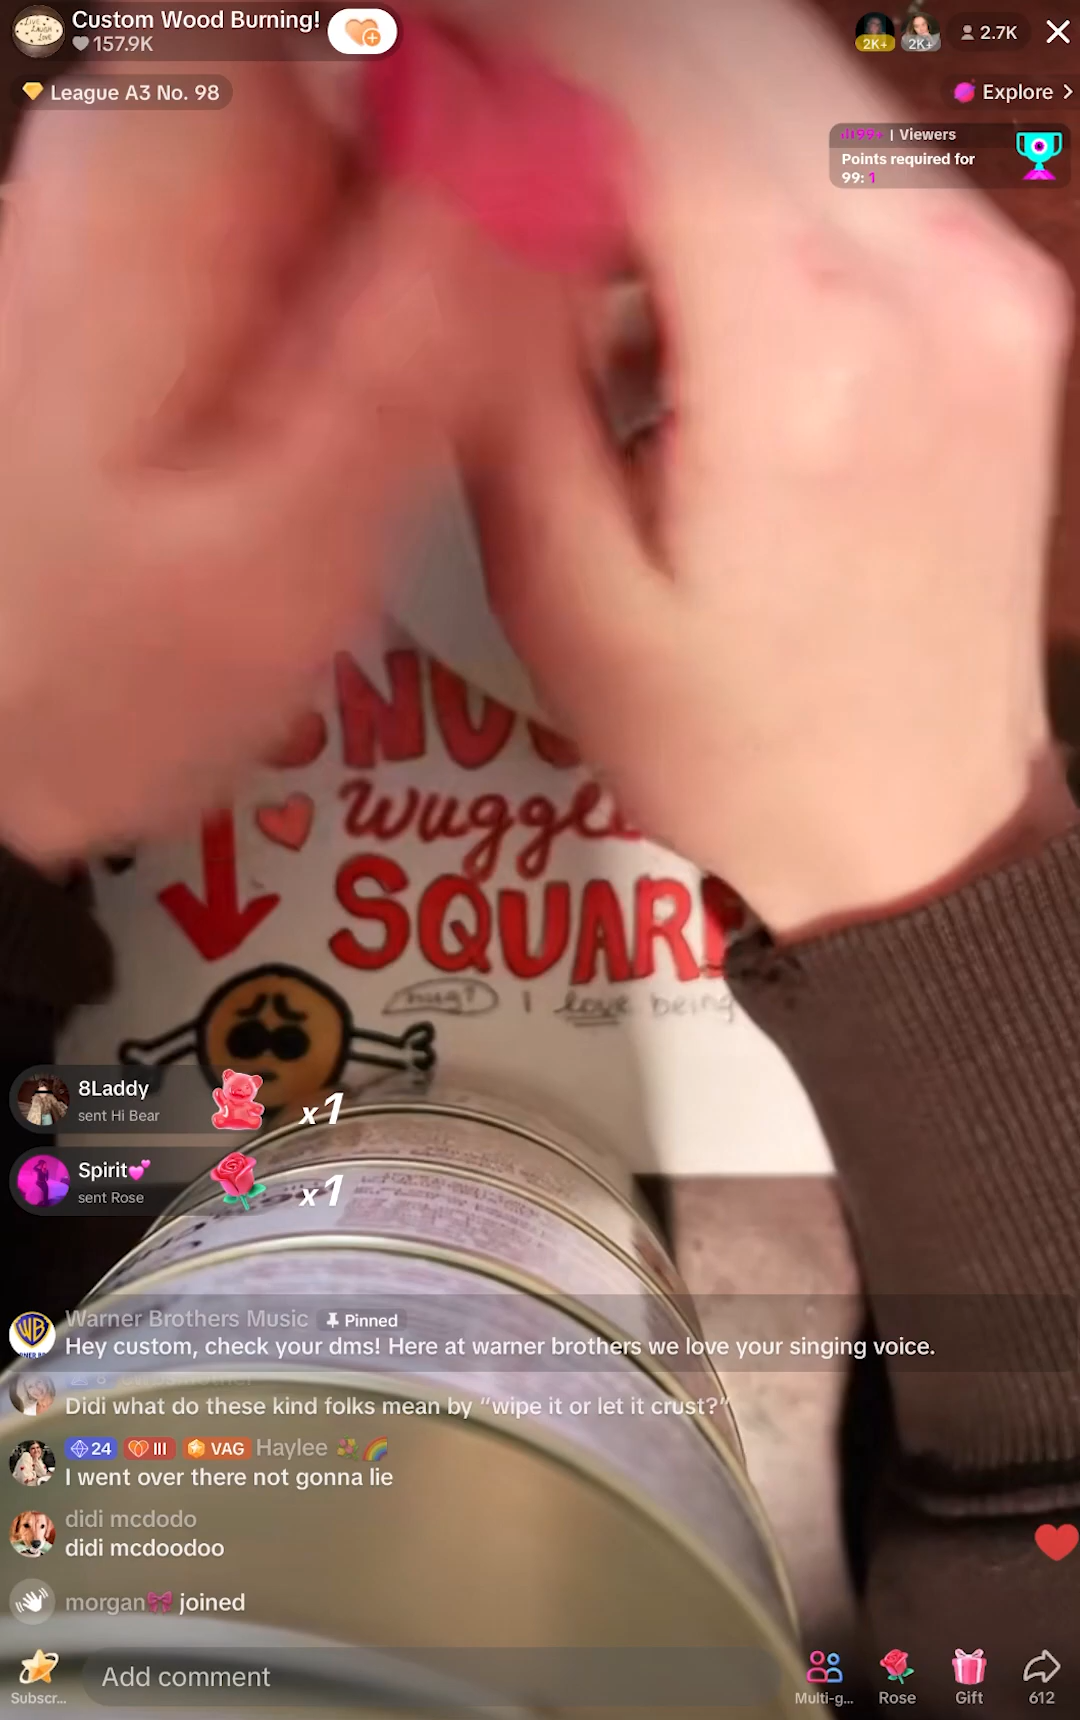 Custom Wood Burning!
157.9K
2K+
2K+
2.7K
League A3 No. 98
Explore
99+ | Viewers
Points required for
99: 1
SNU
wuggle
SQUAR
hug? I love being
8Laddy
sent Hi Bear
x1
Spirit
sent Rose
x1
Warner Brothers Music Pinned
Hey custom, check your dms! Here at warner brothers we love your singing voice.
Didi what do these kind folks mean by “wipe it or let it crust?”
24 III VAG Haylee
I went over there not gonna lie
didi mcdodo
didi mcdoodoo
morgan joined
Subscr...
Add comment
Multi-g...
Rose
Gift
612